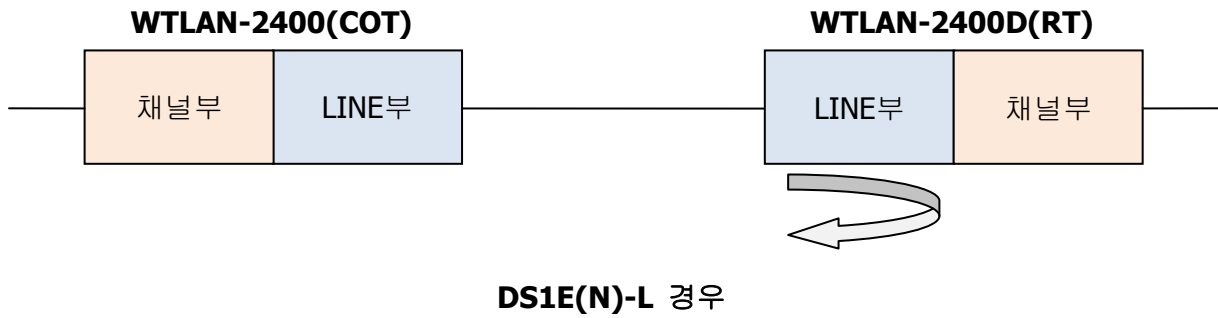 WTLAN-2400(COT) WTLAN-2400D(RT)
채널부 LINE부 LINE부 채널부
DS1E(N)-L 경우